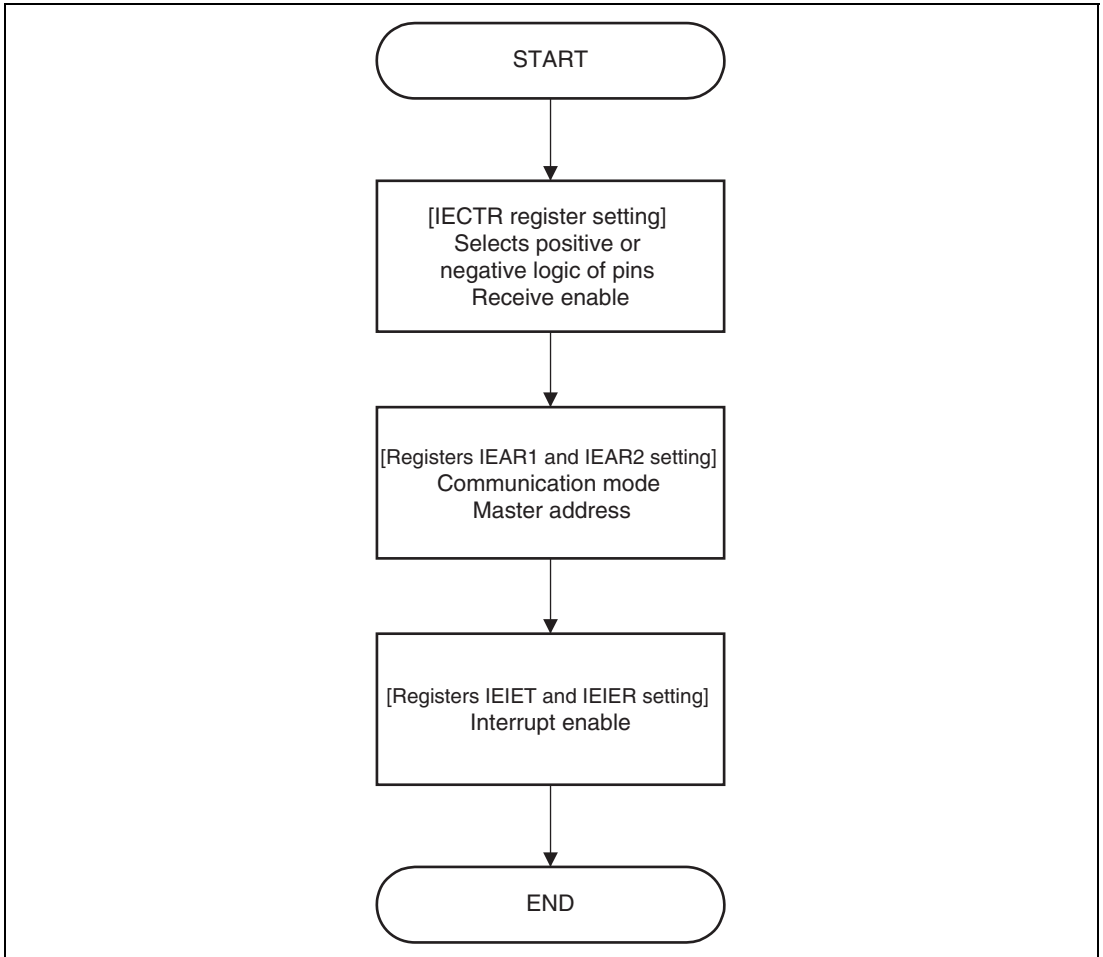 START
[IECTR register setting]
Selects positive or
negative logic of pins
Receive enable
[Registers IEAR1 and IEAR2 setting]
Communication mode
Master address
[Registers IEIET and IEIER setting]
Interrupt enable
END